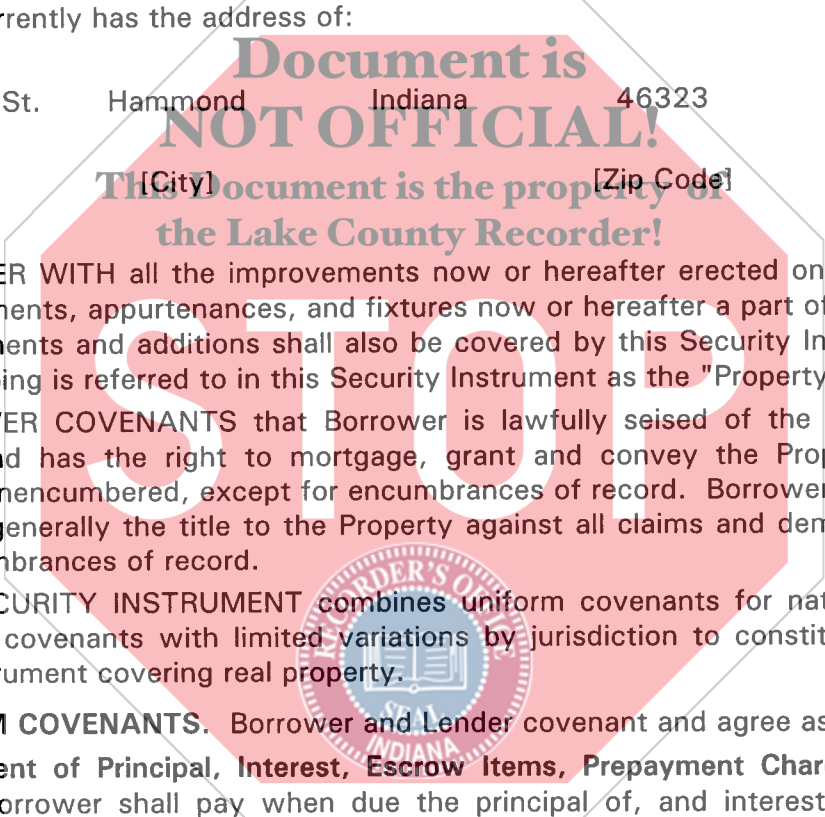 rrently has the address of:
Document is
St. Hammond Indiana 46323
NOT OFFICIAL!
[City] [Zip Code]
This Document is the property of
the Lake County Recorder!
ER WITH all the improvements now or hereafter erected on
nents, appurtenances, and fixtures now or hereafter a part of
ents and additions shall also be covered by this Security In
ing is referred to in this Security Instrument as the "Property
STOP
ER COVENANTS that Borrower is lawfully seised of the
d has the right to mortgage, grant and convey the Prop
nencumbered, except for encumbrances of record. Borrower
generally the title to the Property against all claims and dem
nbrances of record.
CURITY INSTRUMENT combines uniform covenants for nat
covenants with limited variations by jurisdiction to constit
rument covering real property.
RECORDER'S OFFICE
SEAL
INDIANA
M COVENANTS. Borrower and Lender covenant and agree as
ent of Principal, Interest, Escrow Items, Prepayment Char
orrower shall pay when due the principal of, and interest